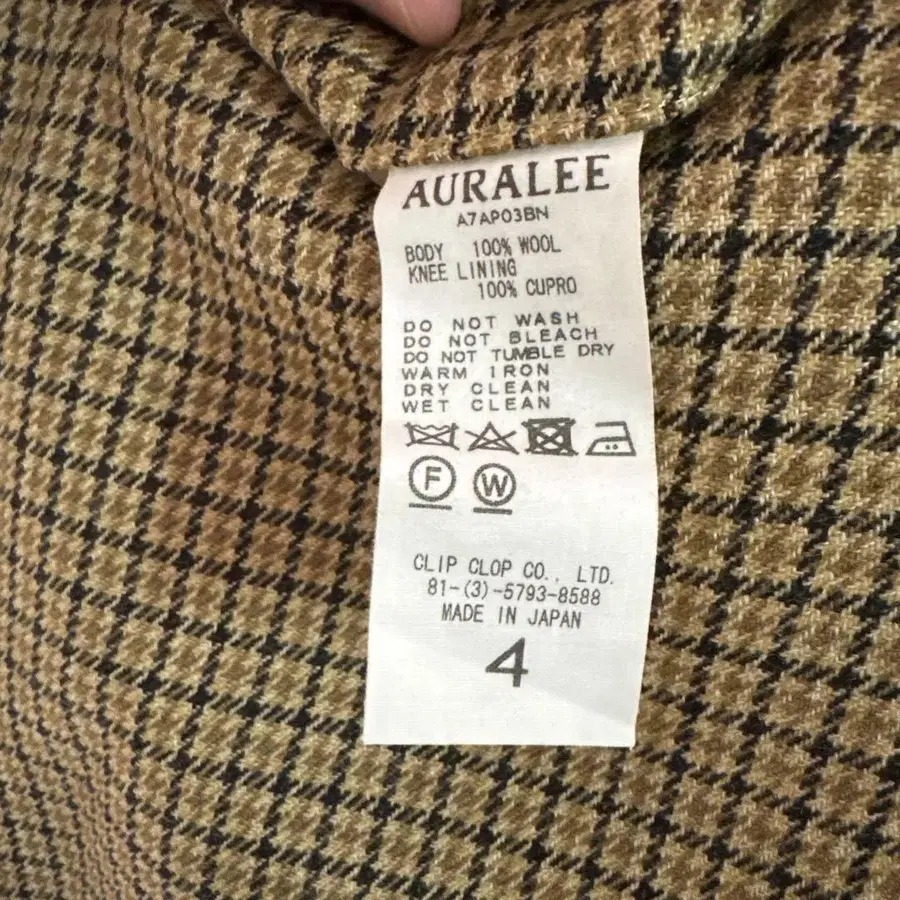 AURALEE
A7AP03BN
BODY 100% WOOL
KNEE LINING
100% CUPRO
DO NOT WASH
DO NOT BLEACH
DO NOT TUMBLE DRY
WARM IRON
DRY CLEAN
WET CLEAN
F W
CLIP CLOP CO., LTD.
81-(3)-5793-8588
MADE IN JAPAN
4